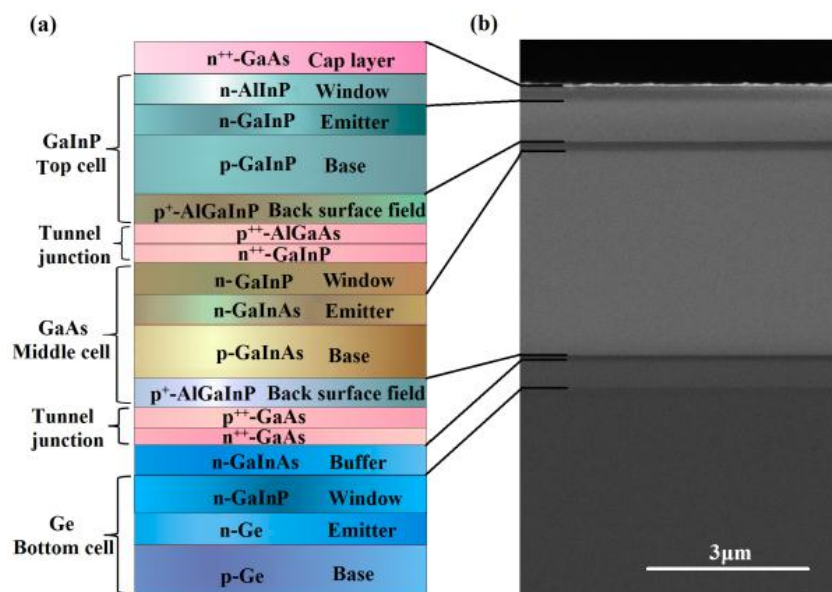 (a)
(b)
n++-GaAs Cap layer
n-AlInP Window
n-GaInP Emitter
GaInP
Top cell
p-GaInP Base
p+-AlGaInP Back surface field
Tunnel
junction
p++-AlGaAs
n++-GaInP
n-GaInP Window
n-GaInAs Emitter
GaAs
Middle cell
p-GaInAs Base
p+-AlGaInP Back surface field
Tunnel
junction
p++-GaAs
n++-GaAs
n-GaInAs Buffer
n-GaInP Window
Ge
Bottom cell
n-Ge Emitter
p-Ge Base
3μm